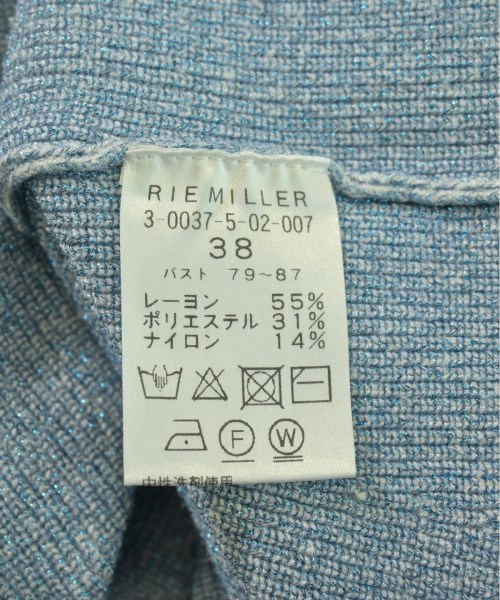 RIE MILLER
3-0037-5-02-007
38
バスト 79～87
レーヨン 55%
ポリエステル 31%
ナイロン 14%
F W
中性洗剤使用